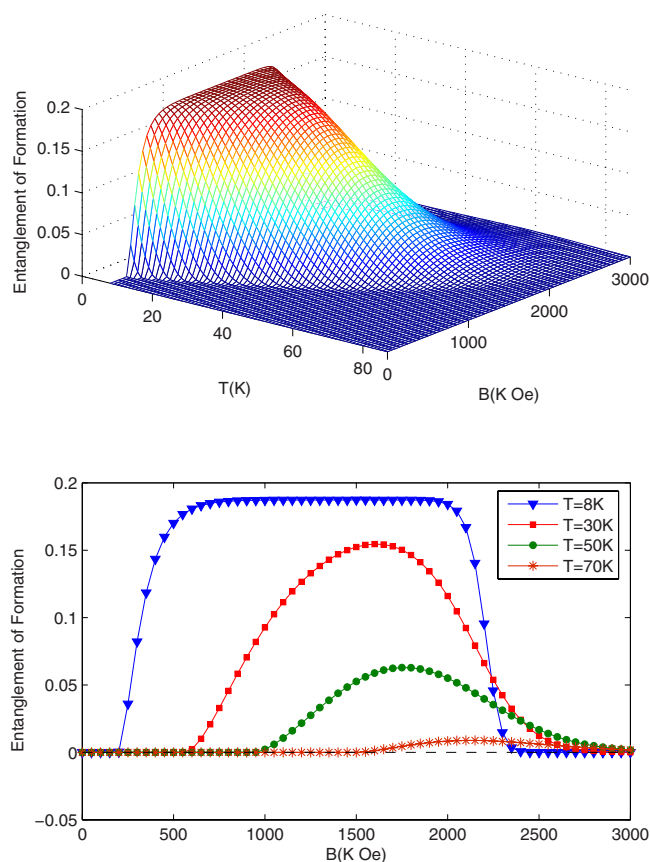 0.2
0.15
0.1
0.05
0
Entanglement of Formation
0
20
40
60
80
T(K)
0
1000
2000
3000
B(K Oe)
0.2
0.15
0.1
0.05
0
−0.05
Entanglement of Formation
T=8K
T=30K
T=50K
T=70K
0 500 1000 1500 2000 2500 3000
B(K Oe)